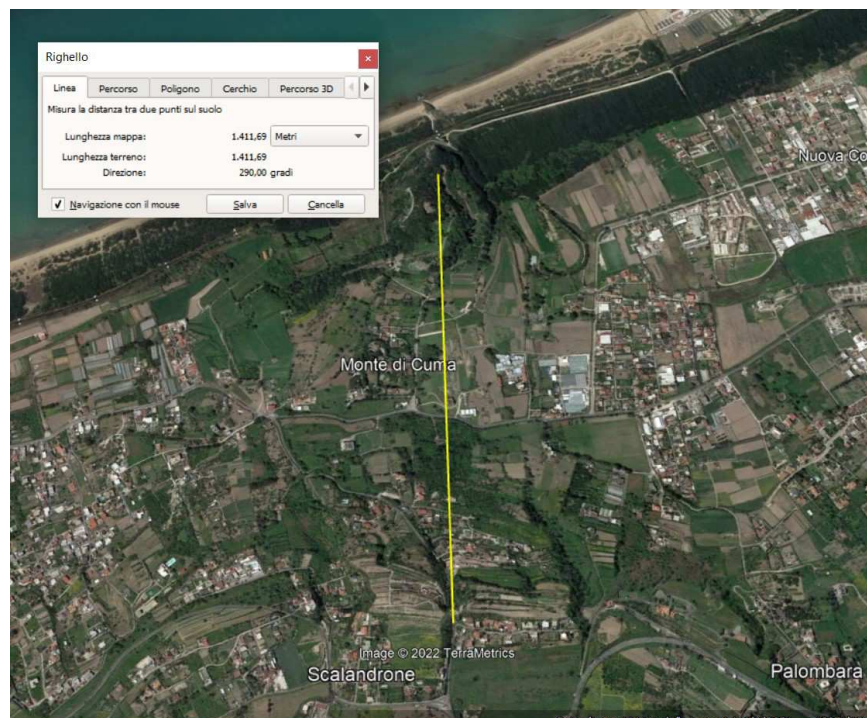 Righello
Linea Percorso Poligono Cerchio Percorso 3D
Misura la distanza tra due punti sul suolo
Lunghezza mappa: 1.411,69 Metri
Lunghezza terreno: 1.411,69
Direzione: 290,00 gradi
Navigazione con il mouse Salva Cancella
Nuova Co
Monte di Cuma
Image © 2022 TerraMetrics
Scalandrone
Palombara